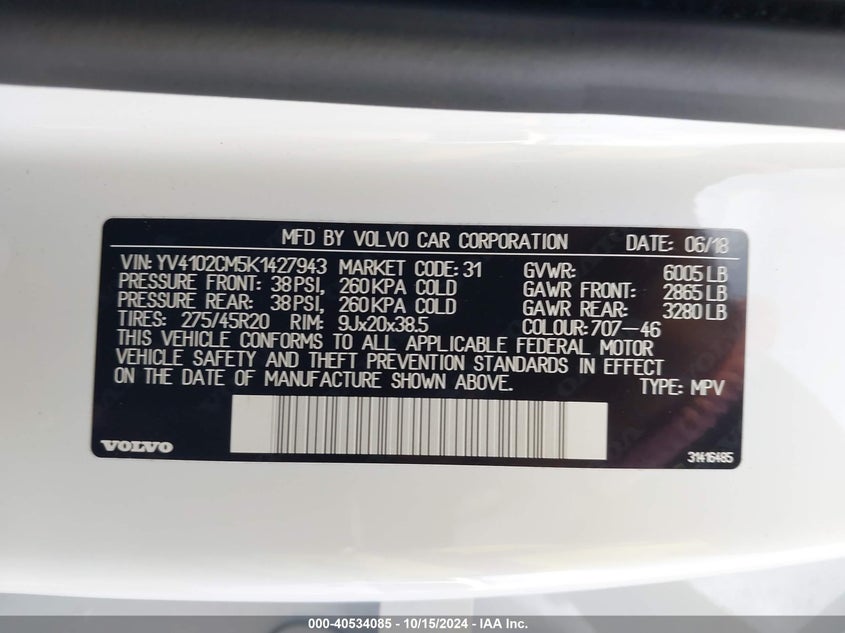 MFD BY VOLVO CAR CORPORATION DATE: 06/18
VIN: YV4102CM5K1427943 MARKET CODE: 31 GVWR: 6005 LB
PRESSURE FRONT: 38 PSI, 260 KPA COLD GAWR FRONT: 2865 LB
PRESSURE REAR: 38 PSI, 260 KPA COLD GAWR REAR: 3280 LB
TIRES: 275/45R20 RIM: 9Jx20x38.5 COLOUR: 707-46
THIS VEHICLE CONFORMS TO ALL APPLICABLE FEDERAL MOTOR
VEHICLE SAFETY AND THEFT PREVENTION STANDARDS IN EFFECT
ON THE DATE OF MANUFACTURE SHOWN ABOVE. TYPE: MPV
VOLVO 31416485
000-40534085 - 10/15/2024 - IAA Inc.